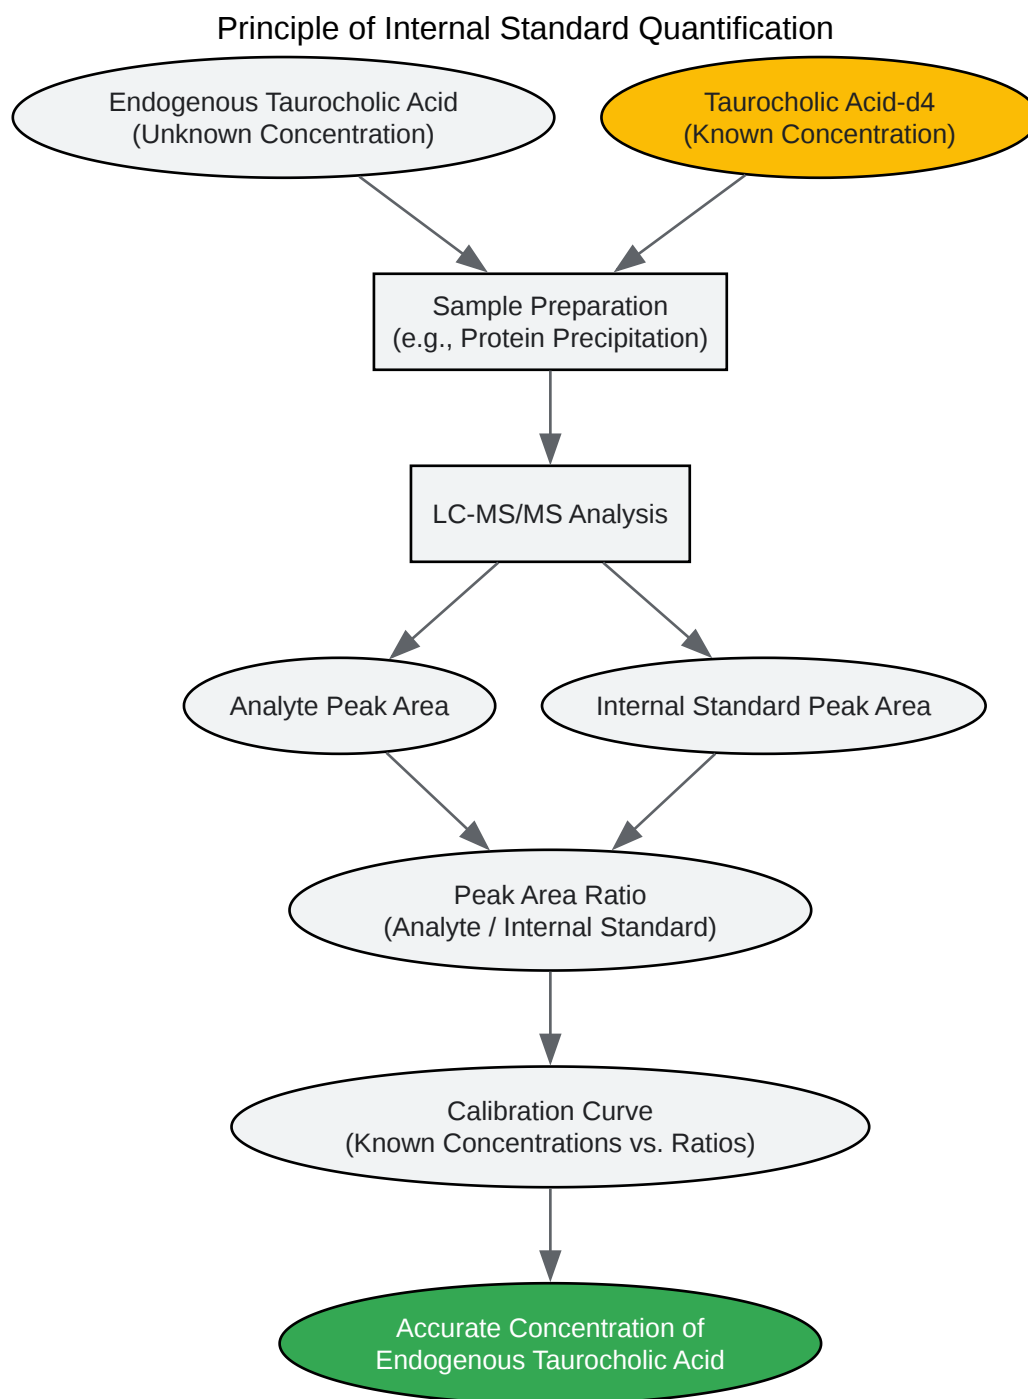 Principle of Internal Standard Quantification
Endogenous Taurocholic Acid
(Unknown Concentration)
Taurocholic Acid-d4
(Known Concentration)
Sample Preparation
(e.g., Protein Precipitation)
LC-MS/MS Analysis
Analyte Peak Area
Internal Standard Peak Area
Peak Area Ratio
(Analyte / Internal Standard)
Calibration Curve
(Known Concentrations vs. Ratios)
Accurate Concentration of
Endogenous Taurocholic Acid